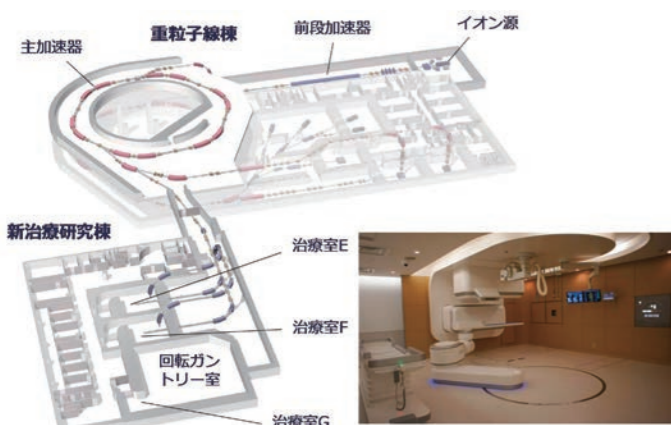 重粒子線棟
前段加速器
イオン源
主加速器
新治療研究棟
治療室E
治療室F
回転ガン
トリー室
治療室G